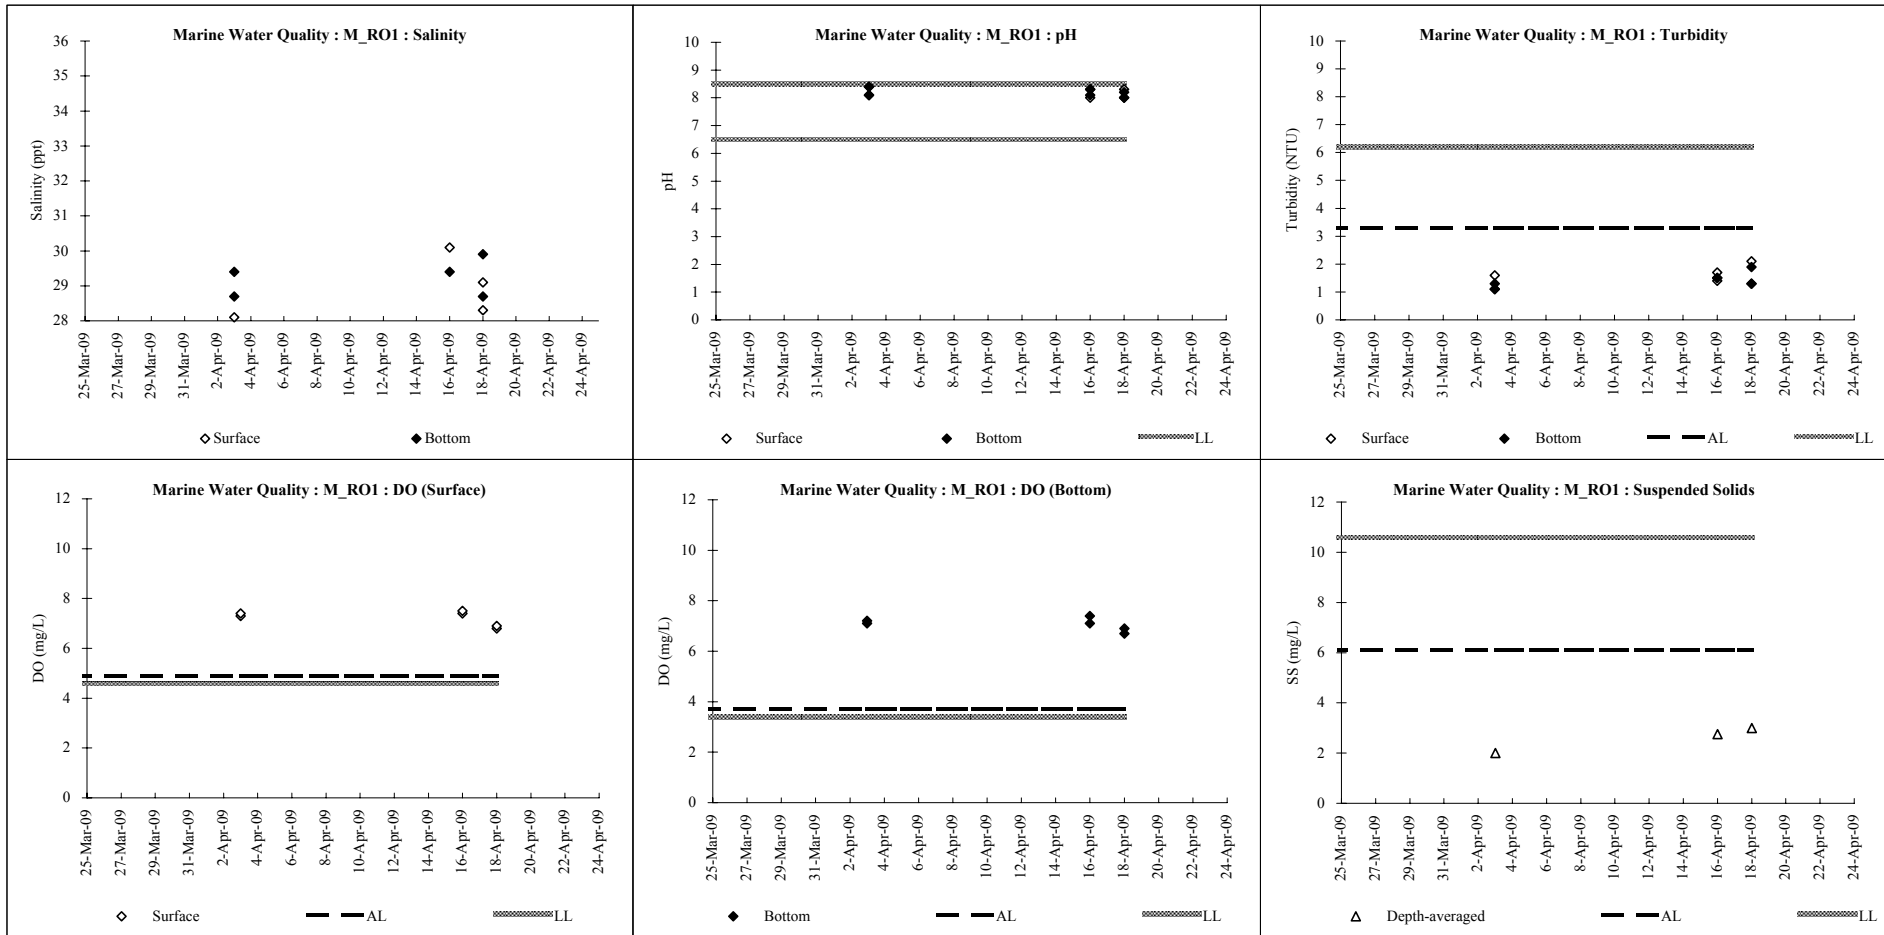 Marine Water Quality : M_RO1 : Salinity
36
35
34
33
32
31
30
29
28
Salinity (ppt)
25-Mar-09
27-Mar-09
29-Mar-09
31-Mar-09
2-Apr-09
4-Apr-09
6-Apr-09
8-Apr-09
10-Apr-09
12-Apr-09
14-Apr-09
16-Apr-09
18-Apr-09
20-Apr-09
22-Apr-09
24-Apr-09
Surface Bottom
Marine Water Quality : M_RO1 : pH
10
9
8
7
6
5
4
3
2
1
0
pH
25-Mar-09
27-Mar-09
29-Mar-09
31-Mar-09
2-Apr-09
4-Apr-09
6-Apr-09
8-Apr-09
10-Apr-09
12-Apr-09
14-Apr-09
16-Apr-09
18-Apr-09
20-Apr-09
22-Apr-09
24-Apr-09
Surface Bottom LL
Marine Water Quality : M_RO1 : Turbidity
10
9
8
7
6
5
4
3
2
1
0
Turbidity (NTU)
25-Mar-09
27-Mar-09
29-Mar-09
31-Mar-09
2-Apr-09
4-Apr-09
6-Apr-09
8-Apr-09
10-Apr-09
12-Apr-09
14-Apr-09
16-Apr-09
18-Apr-09
20-Apr-09
22-Apr-09
24-Apr-09
Surface Bottom AL LL
Marine Water Quality : M_RO1 : DO (Surface)
12
10
8
6
4
2
0
DO (mg/L)
25-Mar-09
27-Mar-09
29-Mar-09
31-Mar-09
2-Apr-09
4-Apr-09
6-Apr-09
8-Apr-09
10-Apr-09
12-Apr-09
14-Apr-09
16-Apr-09
18-Apr-09
20-Apr-09
22-Apr-09
24-Apr-09
Surface AL LL
Marine Water Quality : M_RO1 : DO (Bottom)
12
10
8
6
4
2
0
DO (mg/L)
25-Mar-09
27-Mar-09
29-Mar-09
31-Mar-09
2-Apr-09
4-Apr-09
6-Apr-09
8-Apr-09
10-Apr-09
12-Apr-09
14-Apr-09
16-Apr-09
18-Apr-09
20-Apr-09
22-Apr-09
24-Apr-09
Bottom AL LL
Marine Water Quality : M_RO1 : Suspended Solids
12
10
8
6
4
2
0
SS (mg/L)
25-Mar-09
27-Mar-09
29-Mar-09
31-Mar-09
2-Apr-09
4-Apr-09
6-Apr-09
8-Apr-09
10-Apr-09
12-Apr-09
14-Apr-09
16-Apr-09
18-Apr-09
20-Apr-09
22-Apr-09
24-Apr-09
Depth-averaged AL LL